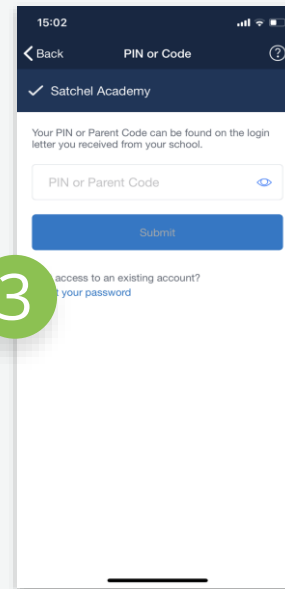 15:02
Back PIN or Code ?
Satchel Academy
Your PIN or Parent Code can be found on the login
letter you received from your school.
PIN or Parent Code
Submit
access to an existing account?
your password
3